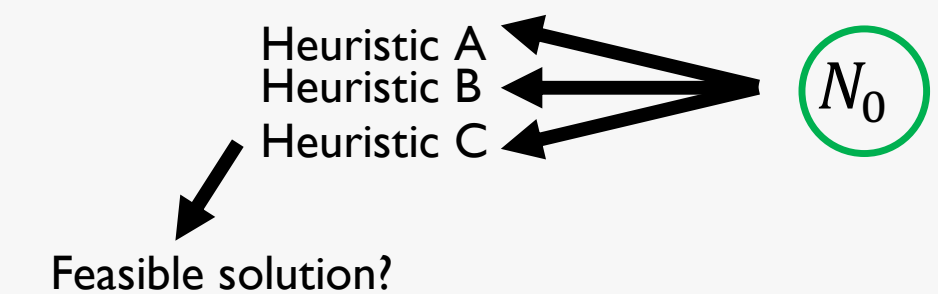 Heuristic A
Heuristic B
Heuristic C
N₀
Feasible solution?